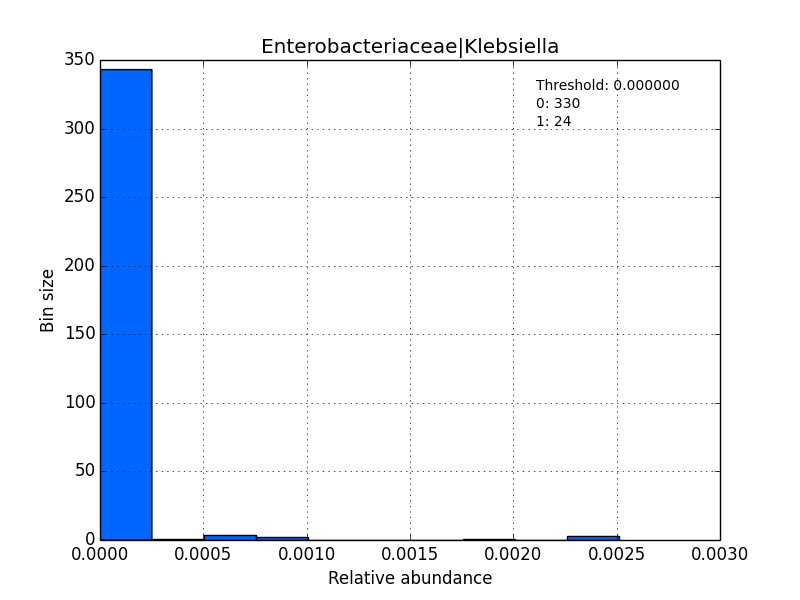 Enterobacteriaceae|Klebsiella
Threshold: 0.000000
0: 330
1: 24
350
300
250
200
150
100
50
0
Bin size
0.0000 0.0005 0.0010 0.0015 0.0020 0.0025 0.0030
Relative abundance